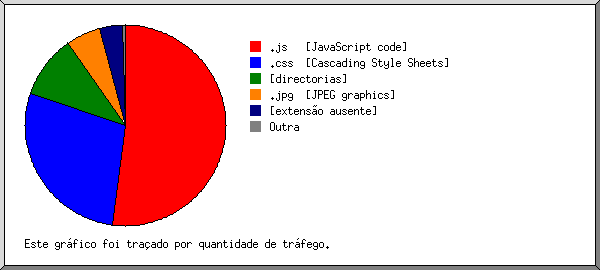 .js [JavaScript code]
.css [Cascading Style Sheets]
[directorias]
.jpg [JPEG graphics]
[extensão ausente]
Outra
Este gráfico foi traçado por quantidade de tráfego.